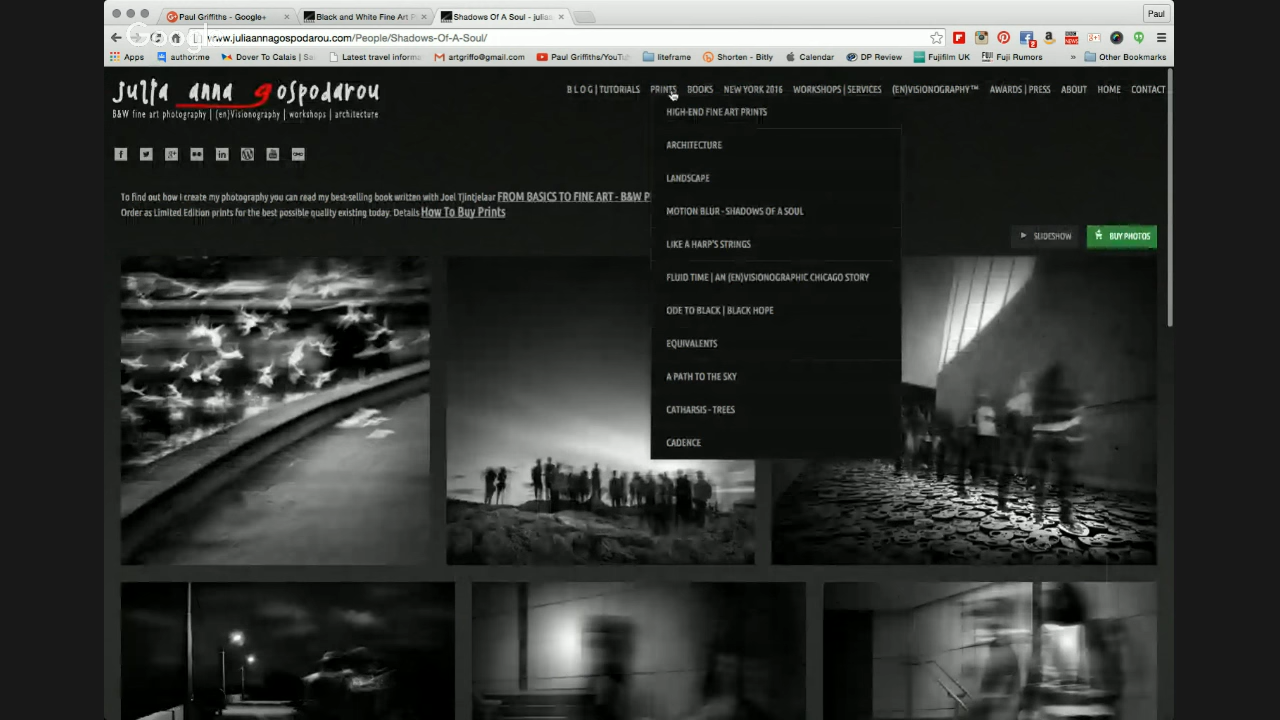 Paul Griffiths - Google+
Black and White Fine Art P
Shadows Of A Soul - julia
Paul
www.juliaannagospodarou.com/People/Shadows-Of-A-Soul/
Apps
author:me
Dover To Calais | Sa
Latest travel inform
artgriffo@gmail.com
Paul Griffiths/YouT
literframe
Shorten - Bitly
Calendar
DP Review
Fujifilm UK
Fuji Rumors
»
Other Bookmarks
julia anna gospodarou
B&W fine art photography | (en)Visionography | workshops | architecture
B L O G | TUTORIALS
PRINTS
BOOKS
NEW YORK 2016
WORKSHOPS | SERVICES
(EN)VISIONOGRAPHY™
AWARDS | PRESS
ABOUT
HOME
CONTACT
HIGH-END FINE ART PRINTS
ARCHITECTURE
LANDSCAPE
MOTION BLUR - SHADOWS OF A SOUL
LIKE A HARP'S STRINGS
FLUID TIME | AN (EN)VISIONOGRAPHIC CHICAGO STORY
ODE TO BLACK | BLACK HOPE
EQUIVALENTS
A PATH TO THE SKY
CATHARSIS - TREES
CADENCE
To find out how I create my photography you can read my best-selling book written with Joel Tjintjelaar FROM BASICS TO FINE ART - B&W P
Order as Limited Edition prints for the best possible quality existing today. Details How To Buy Prints
SLIDESHOW
BUY PHOTOS